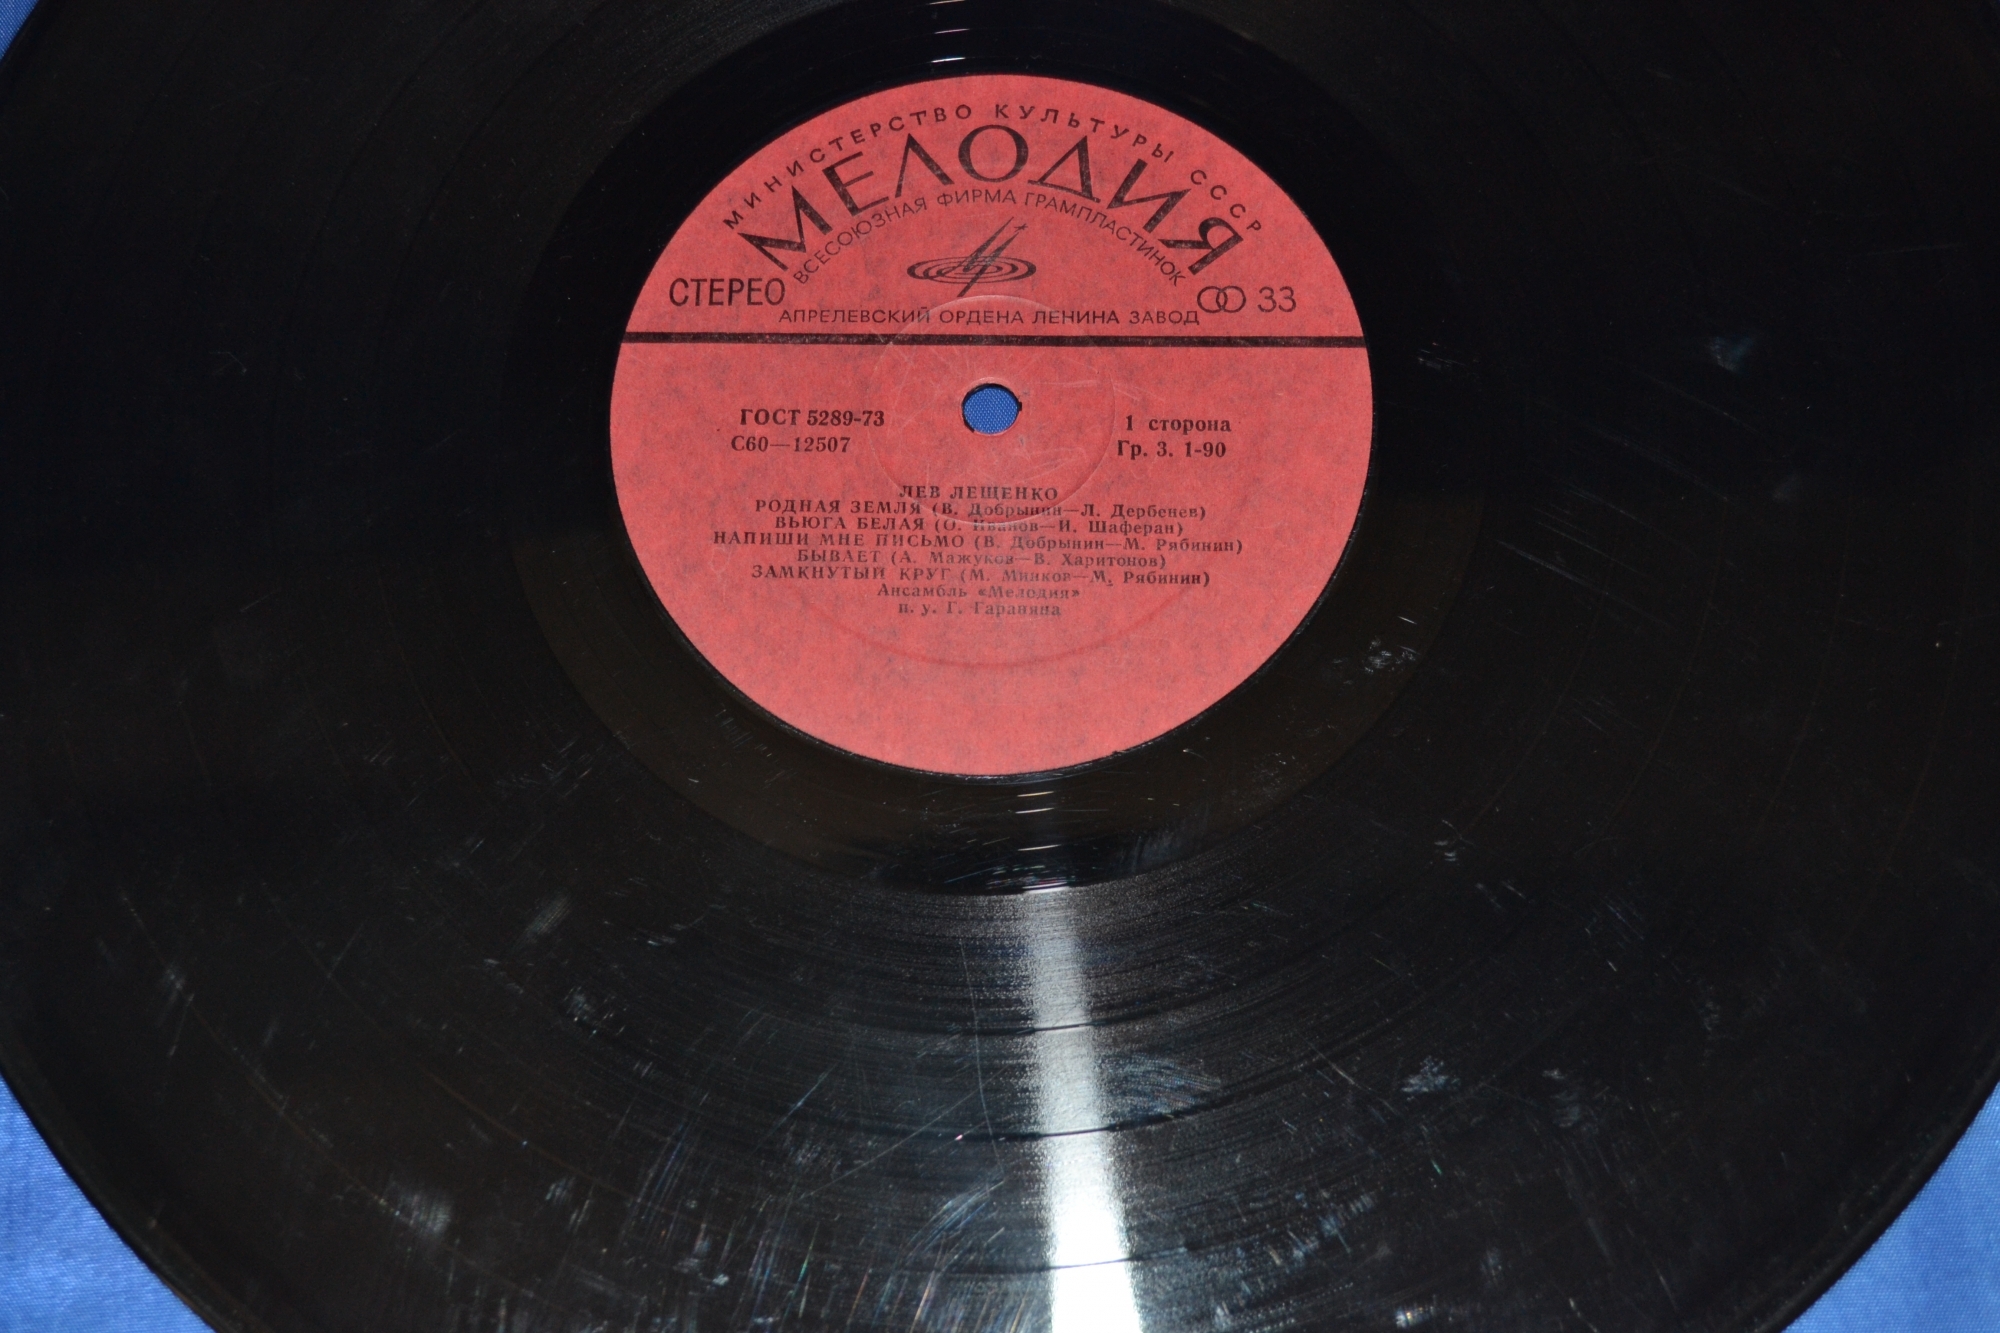 МИНИСТЕРСТВО КУЛЬТУРЫ СССР
МЕЛОДИЯ
ВСЕСОЮЗНАЯ ФИРМА ГРАМПЛАСТИНОК
СТЕРЕО
33
АПРЕЛЕВСКИЙ ОРДЕНА ЛЕНИНА ЗАВОД
ГОСТ 5289-73
1 сторона
С60—12507
Гр. 3. 1-90
ЛЕВ ЛЕЩЕНКО
РОДНАЯ ЗЕМЛЯ (В. Добрынин—Л. Дербенев)
ВЬЮГА БЕЛАЯ (О. Иванов—И. Шаферан)
НАПИШИ МНЕ ПИСЬМО (В. Добрынин—М. Рябинин)
БЫВАЕТ (А. Мажуков—В. Харитонов)
ЗАМКНУТЫЙ КРУГ (М. Минков—М. Рябинин)
Ансамбль «Мелодия»
п. у. Г. Гараняна